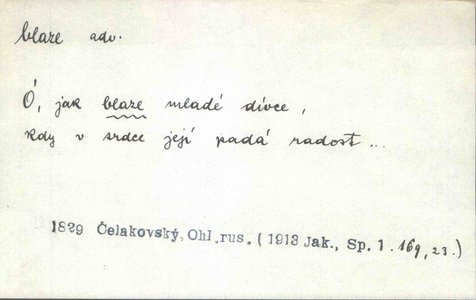 blaze adv.
Ó, jak blaze mladé dívce,
kdy v srdce její padá radost ...
1829 Čelakovský, Ohl.rus. (1913 Jak., Sp. 1. 169, 23.)